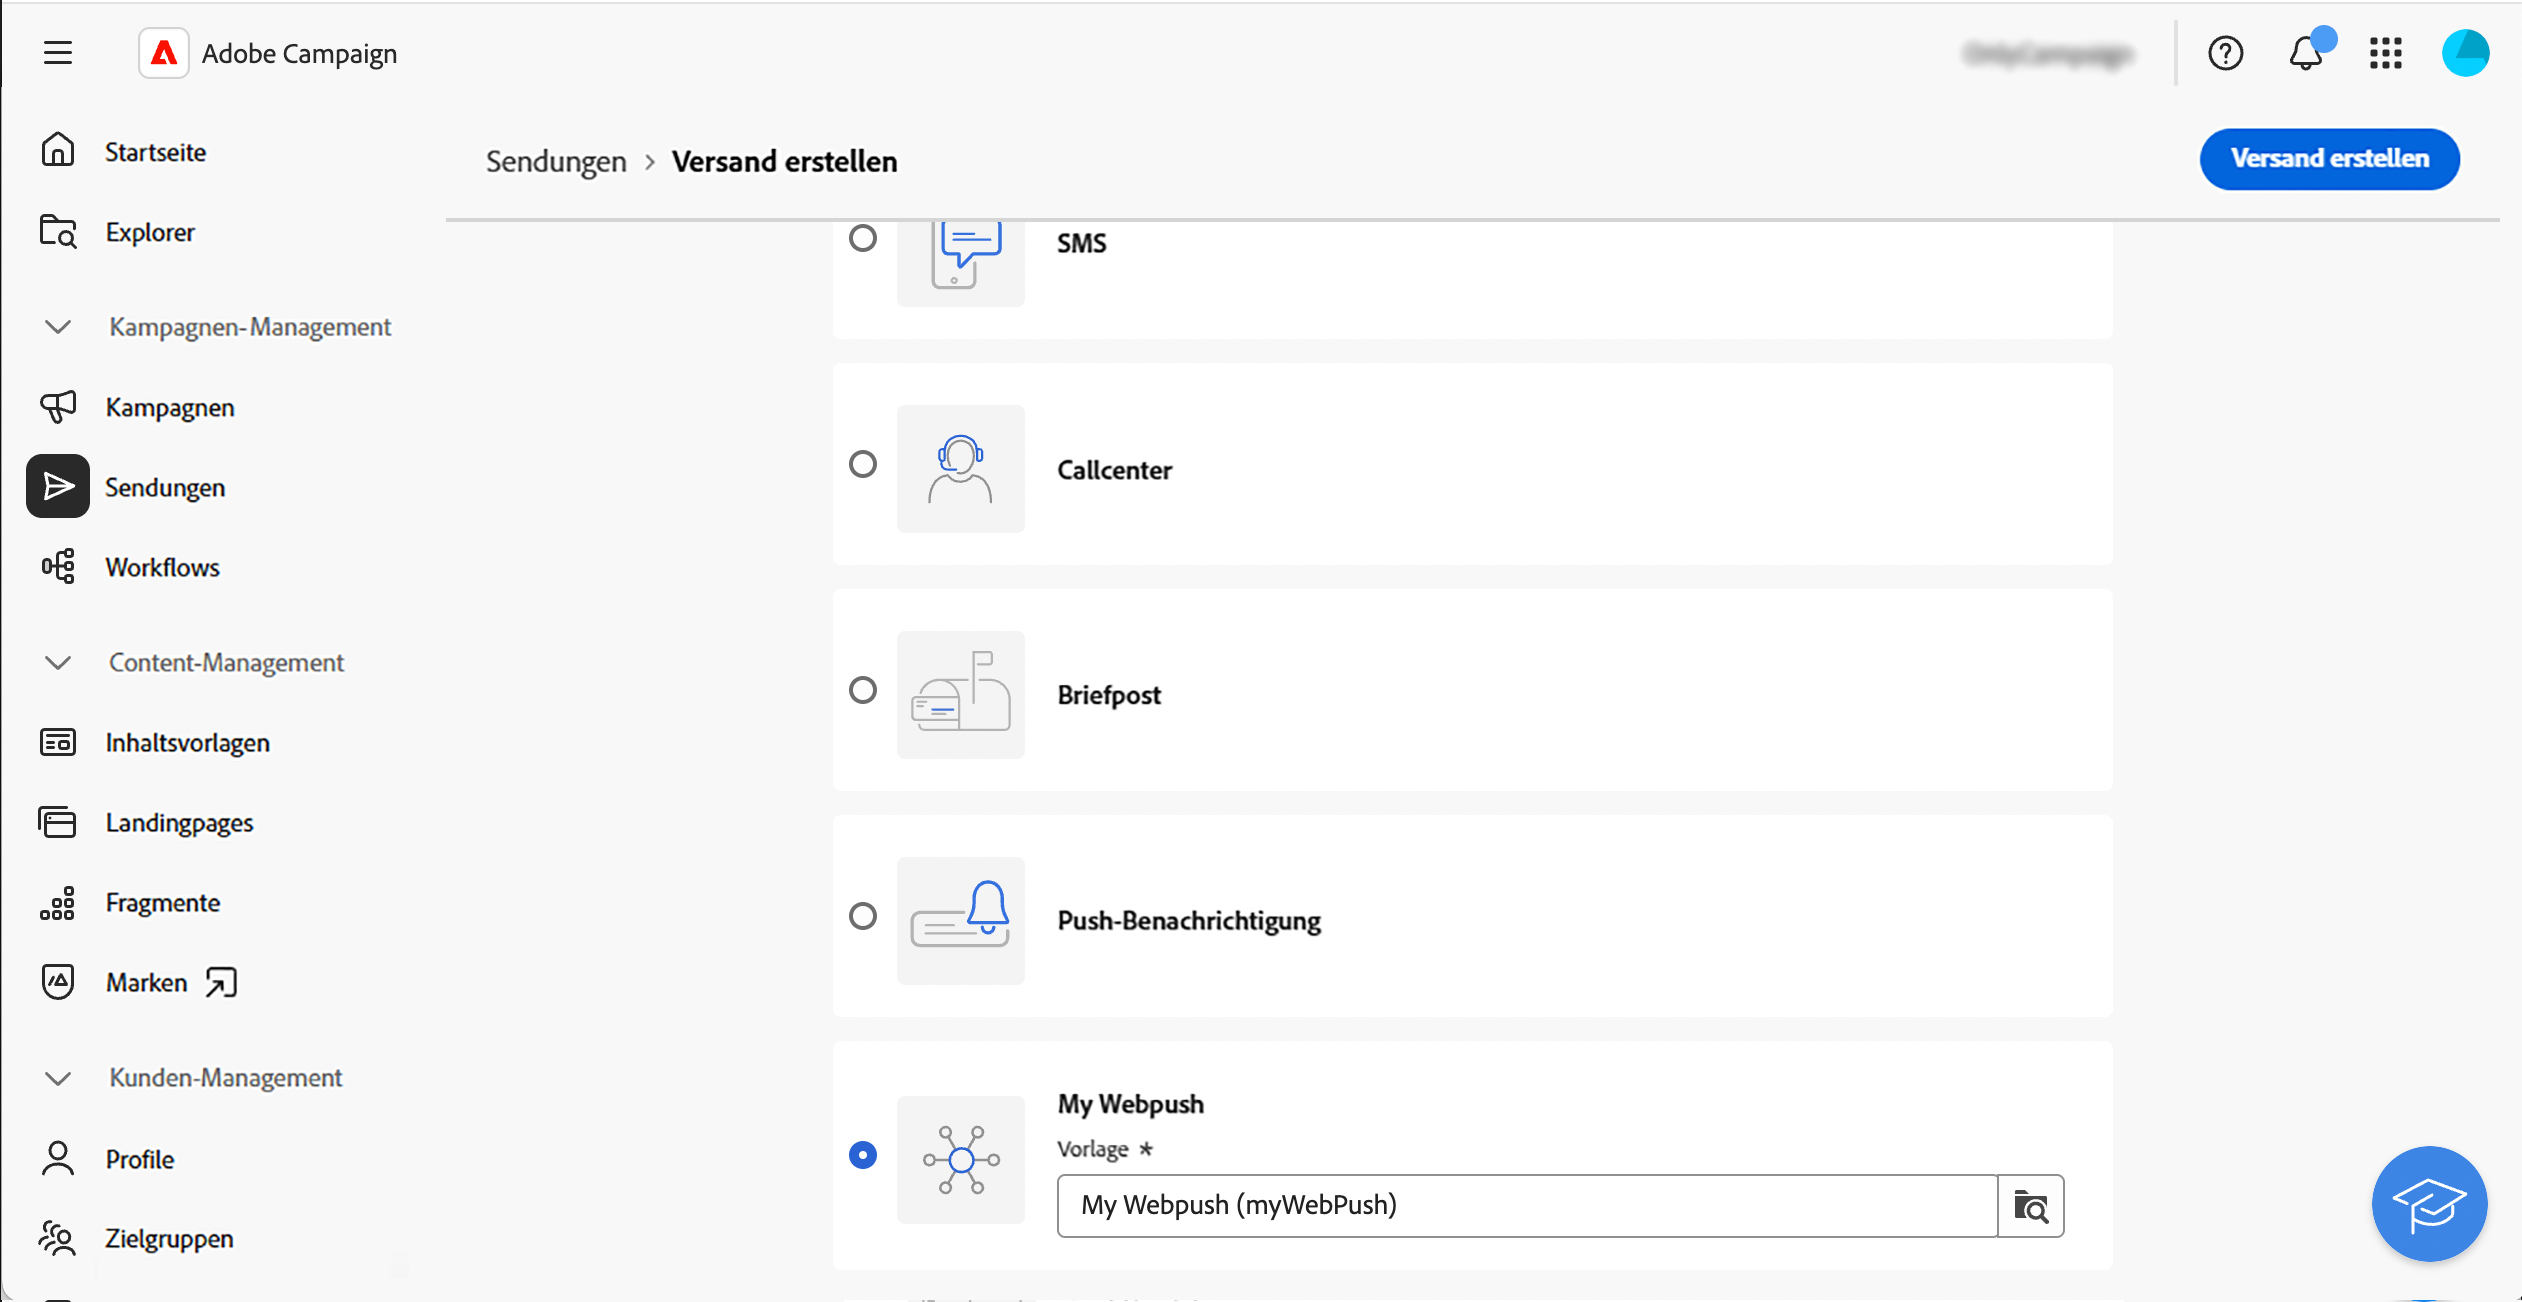 Adobe Campaign
Startseite
Explorer
Kampagnen-Management
Kampagnen
Sendungen
Workflows
Content-Management
Inhaltsvorlagen
Landingpages
Fragmente
Marken
Kunden-Management
Profile
Zielgruppen
Sendungen > Versand erstellen
Versand erstellen
SMS
Callcenter
Briefpost
Push-Benachrichtigung
My Webpush
Vorlage *
My Webpush (myWebPush)